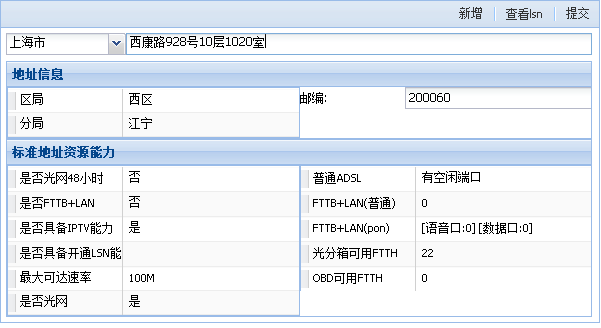 新增 查看lsn 提交
上海市 西康路928号10层1020室
地址信息
区局 西区 邮编: 200060
分局 江宁
标准地址资源能力
是否光网48小时 否 普通ADSL 有空闲端口
是否FTTB+LAN 否 FTTB+LAN(普通) 0
是否具备IPTV能力 是 FTTB+LAN(pon) [语音口:0] [数据口:0]
是否具备开通LSN能 光分箱可用FTTH 22
最大可达速率 100M OBD可用FTTH 0
是否光网 是